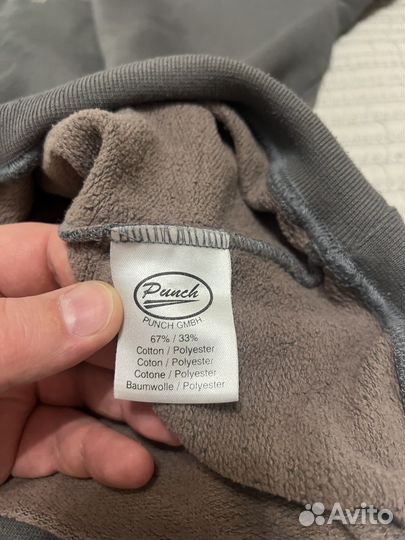 Punch
PUNCH GMBH
67% / 33%
Cotton / Polyester
Coton / Polyester
Cotone / Polyester
Baumwolle / Polyester
Avito